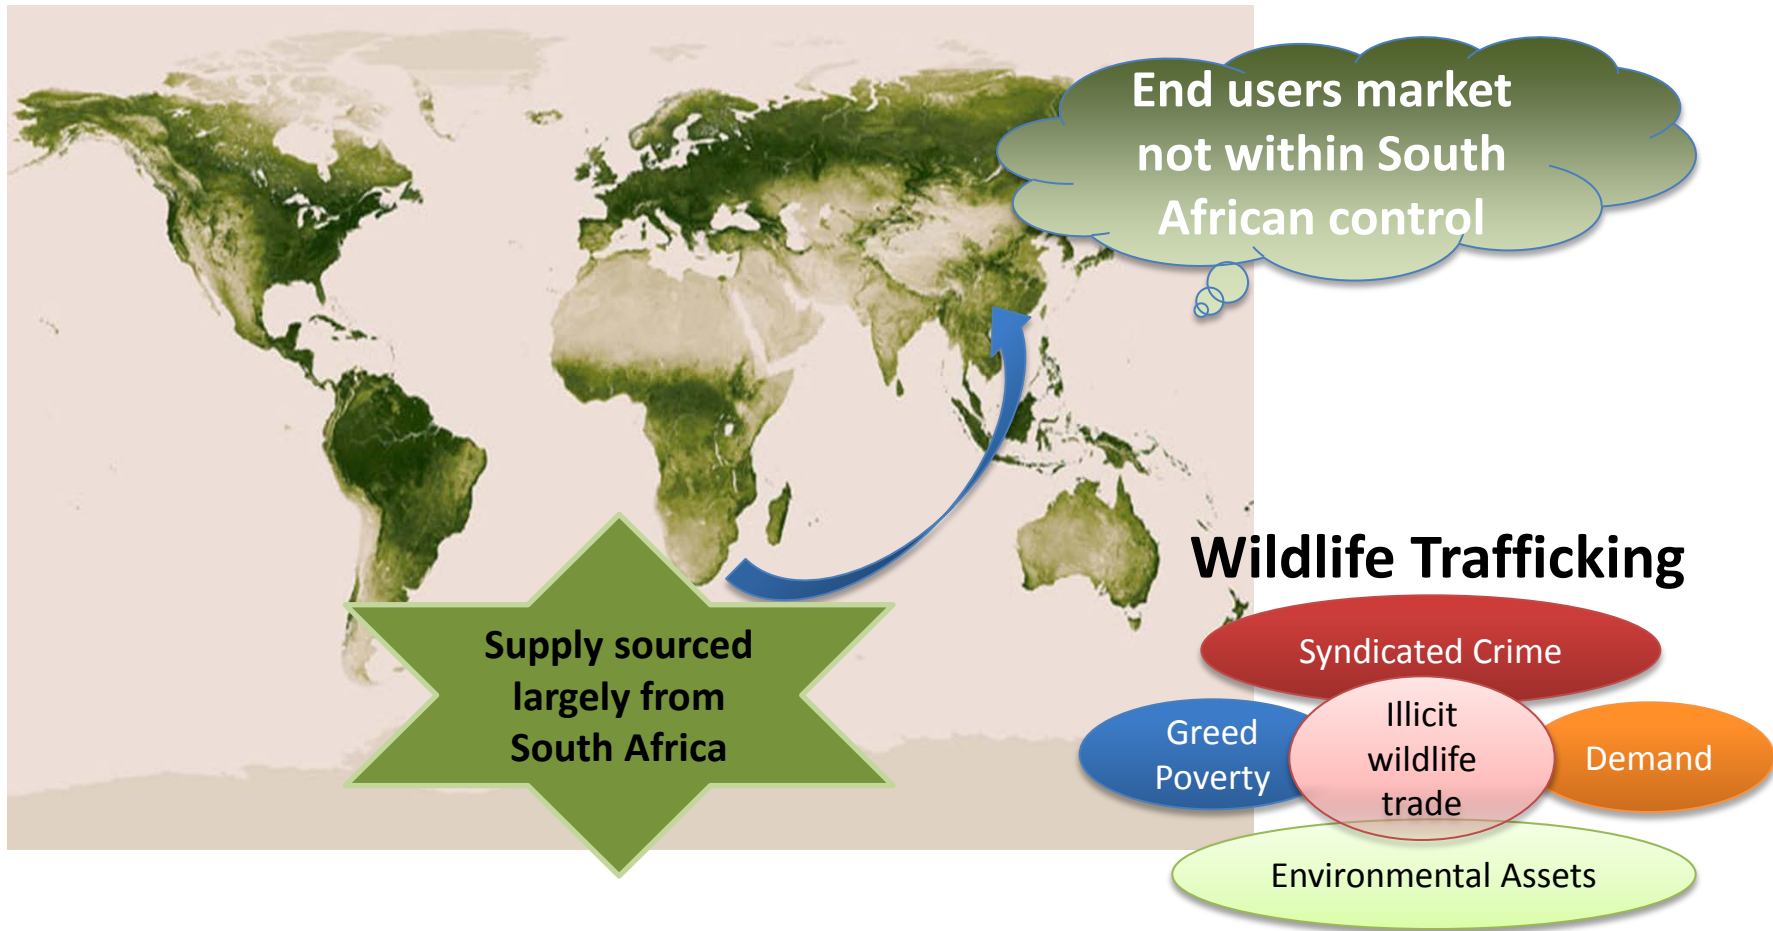 End users market
not within South
African control
Supply sourced
largely from
South Africa
Wildlife Trafficking
Syndicated Crime
Greed
Poverty
Illicit
wildlife
trade
Demand
Environmental Assets